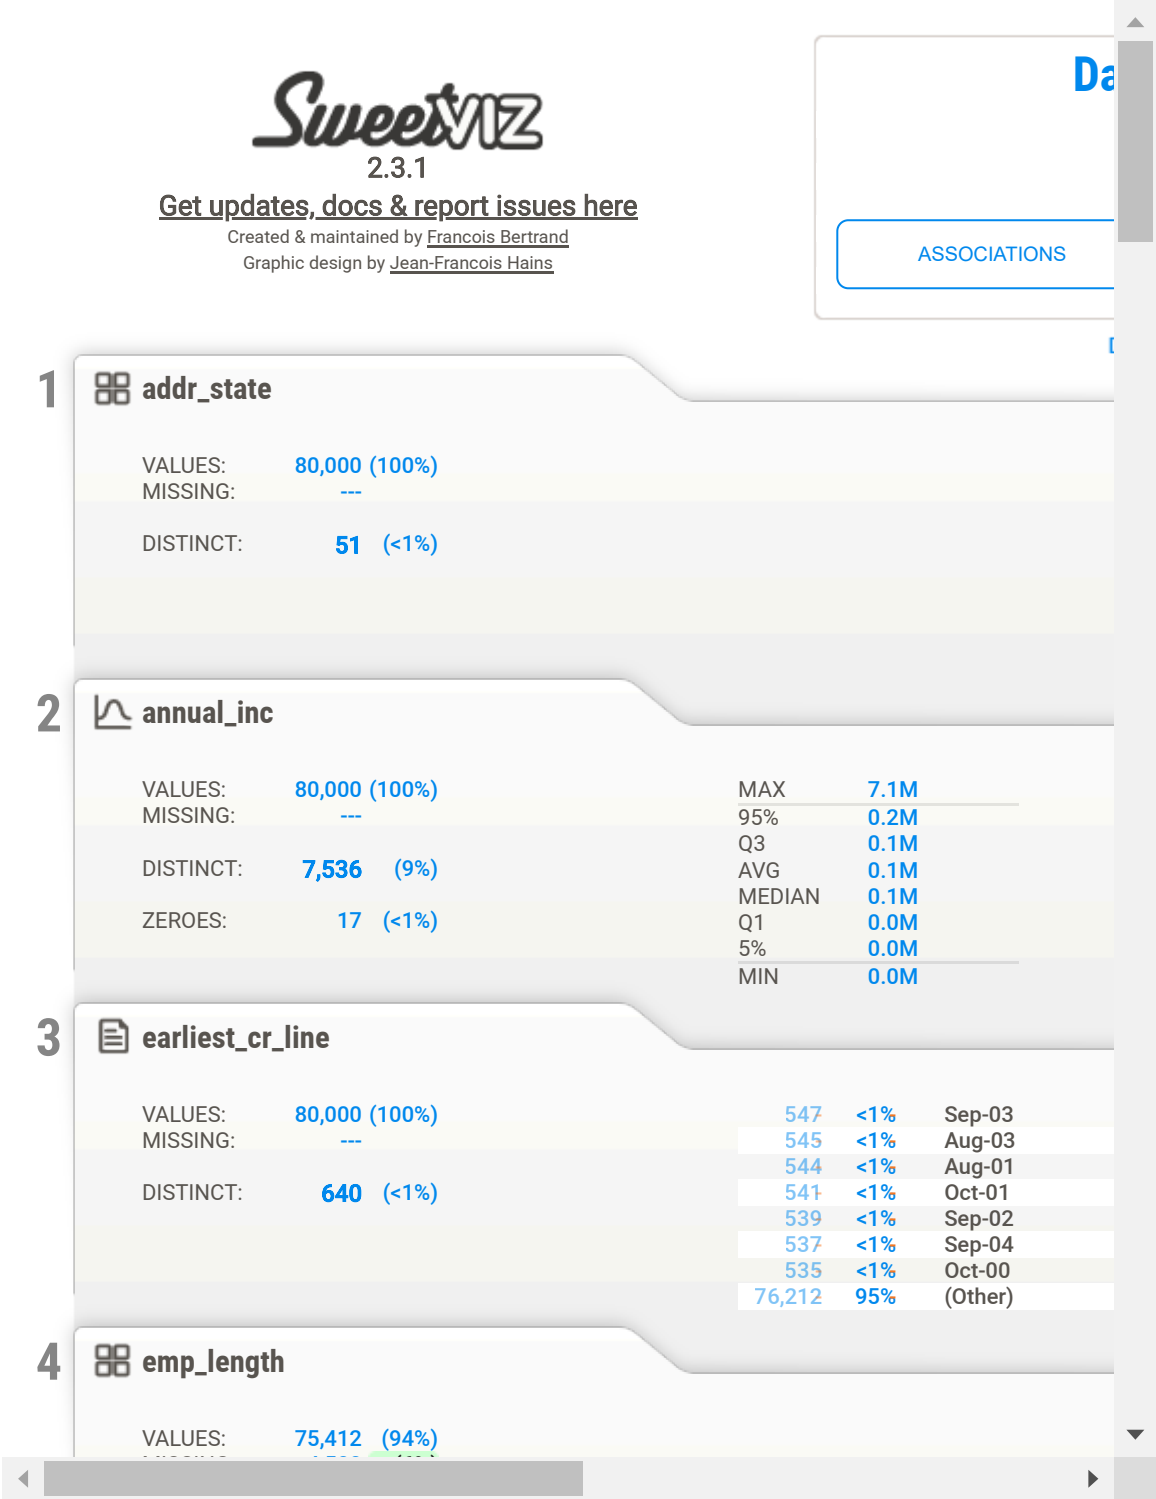 SweetVIZ
2.3.1
Get updates, docs & report issues here
Created & maintained by Francois Bertrand
Graphic design by Jean-Francois Hains
ASSOCIATIONS
1 addr_state
VALUES: 80,000 (100%)
MISSING: ---
DISTINCT: 51 (<1%)
2 annual_inc
VALUES: 80,000 (100%)
MISSING: ---
DISTINCT: 7,536 (9%)
ZEROES: 17 (<1%)
MAX 7.1M
95% 0.2M
Q3 0.1M
AVG 0.1M
MEDIAN 0.1M
Q1 0.0M
5% 0.0M
MIN 0.0M
3 earliest_cr_line
VALUES: 80,000 (100%)
MISSING: ---
DISTINCT: 640 (<1%)
547 <1% Sep-03
545 <1% Aug-03
544 <1% Aug-01
541 <1% Oct-01
539 <1% Sep-02
537 <1% Sep-04
535 <1% Oct-00
76,212 95% (Other)
4 emp_length
VALUES: 75,412 (94%)